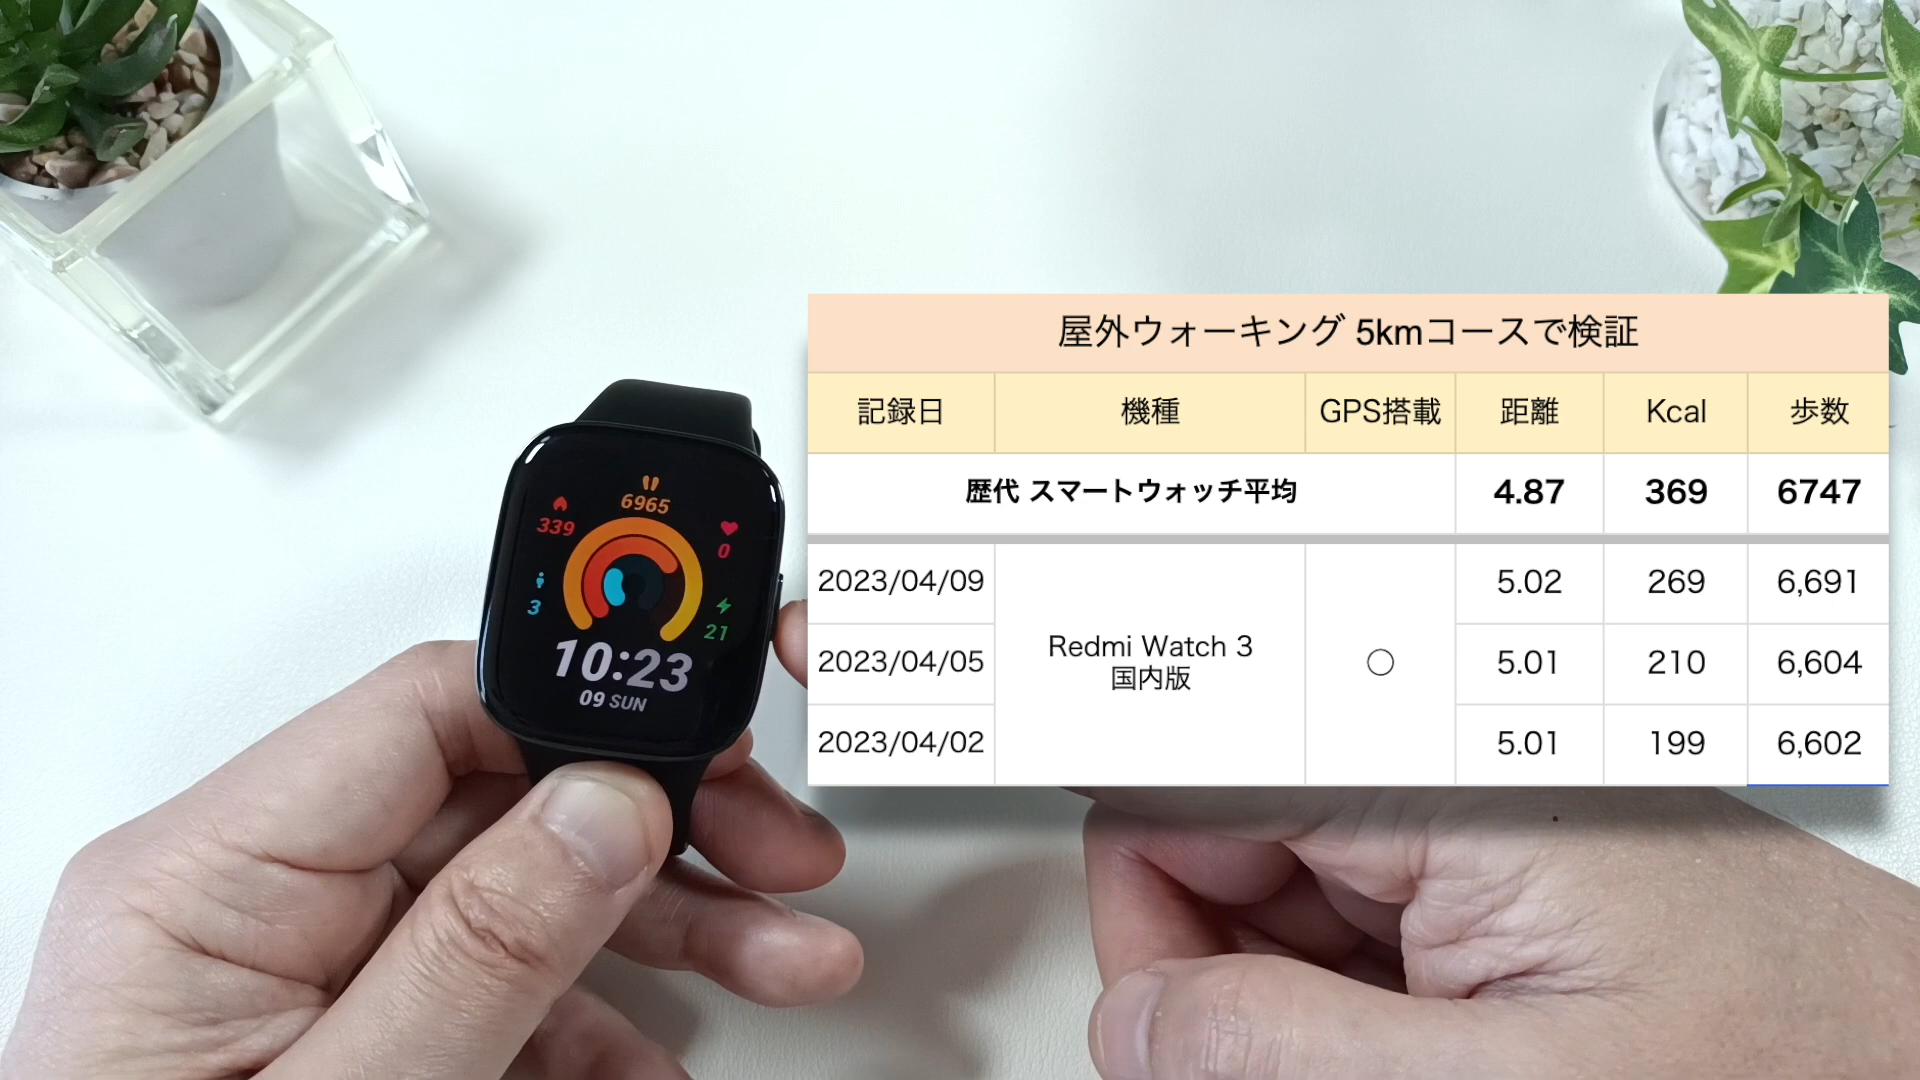 6965
339
0
3
21
10:23
09 SUN
屋外ウォーキング 5kmコースで検証
記録日 機種 GPS搭載 距離 Kcal 歩数
歴代 スマートウォッチ平均 4.87 369 6747
2023/04/09 5.02 269 6,691
Redmi Watch 3
国内版
2023/04/05 ○ 5.01 210 6,604
2023/04/02 5.01 199 6,602